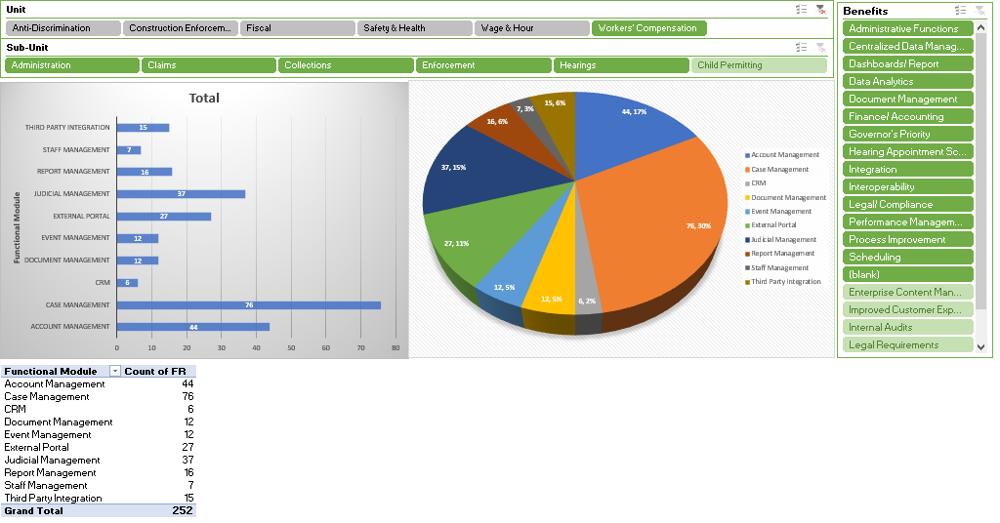 Unit
Anti-Discrimination
Construction Enforcem...
Fiscal
Safety & Health
Wage & Hour
Workers' Compensation
Sub-Unit
Administration
Claims
Collections
Enforcement
Hearings
Child Permitting
Total
Functional Module
THIRD PARTY INTEGRATION 15
STAFF MANAGEMENT 7
REPORT MANAGEMENT 16
JUDICIAL MANAGEMENT 37
EXTERNAL PORTAL 27
EVENT MANAGEMENT 12
DOCUMENT MANAGEMENT 12
CRM 6
CASE MANAGEMENT 76
ACCOUNT MANAGEMENT 44
0 10 20 30 40 50 60 70 80
44, 17%
76, 30%
6, 2%
12, 5%
12, 5%
27, 11%
37, 15%
16, 6%
7, 3%
15, 6%
Account Management
Case Management
CRM
Document Management
Event Management
External Portal
Judicial Management
Report Management
Staff Management
Third Party Integration
Benefits
Administrative Functions
Centralized Data Manag...
Dashboards/ Report
Data Analytics
Document Management
Finance/ Accounting
Governor's Priority
Hearing Appointment Sc...
Integration
Interoperability
Legal/ Compliance
Performance Managem...
Process Improvement
Scheduling
(blank)
Enterprise Content Man...
Improved Customer Exp...
Internal Audits
Legal Requirements
Functional Module Count of FR
Account Management 44
Case Management 76
CRM 6
Document Management 12
Event Management 12
External Portal 27
Judicial Management 37
Report Management 16
Staff Management 7
Third Party Integration 15
Grand Total 252